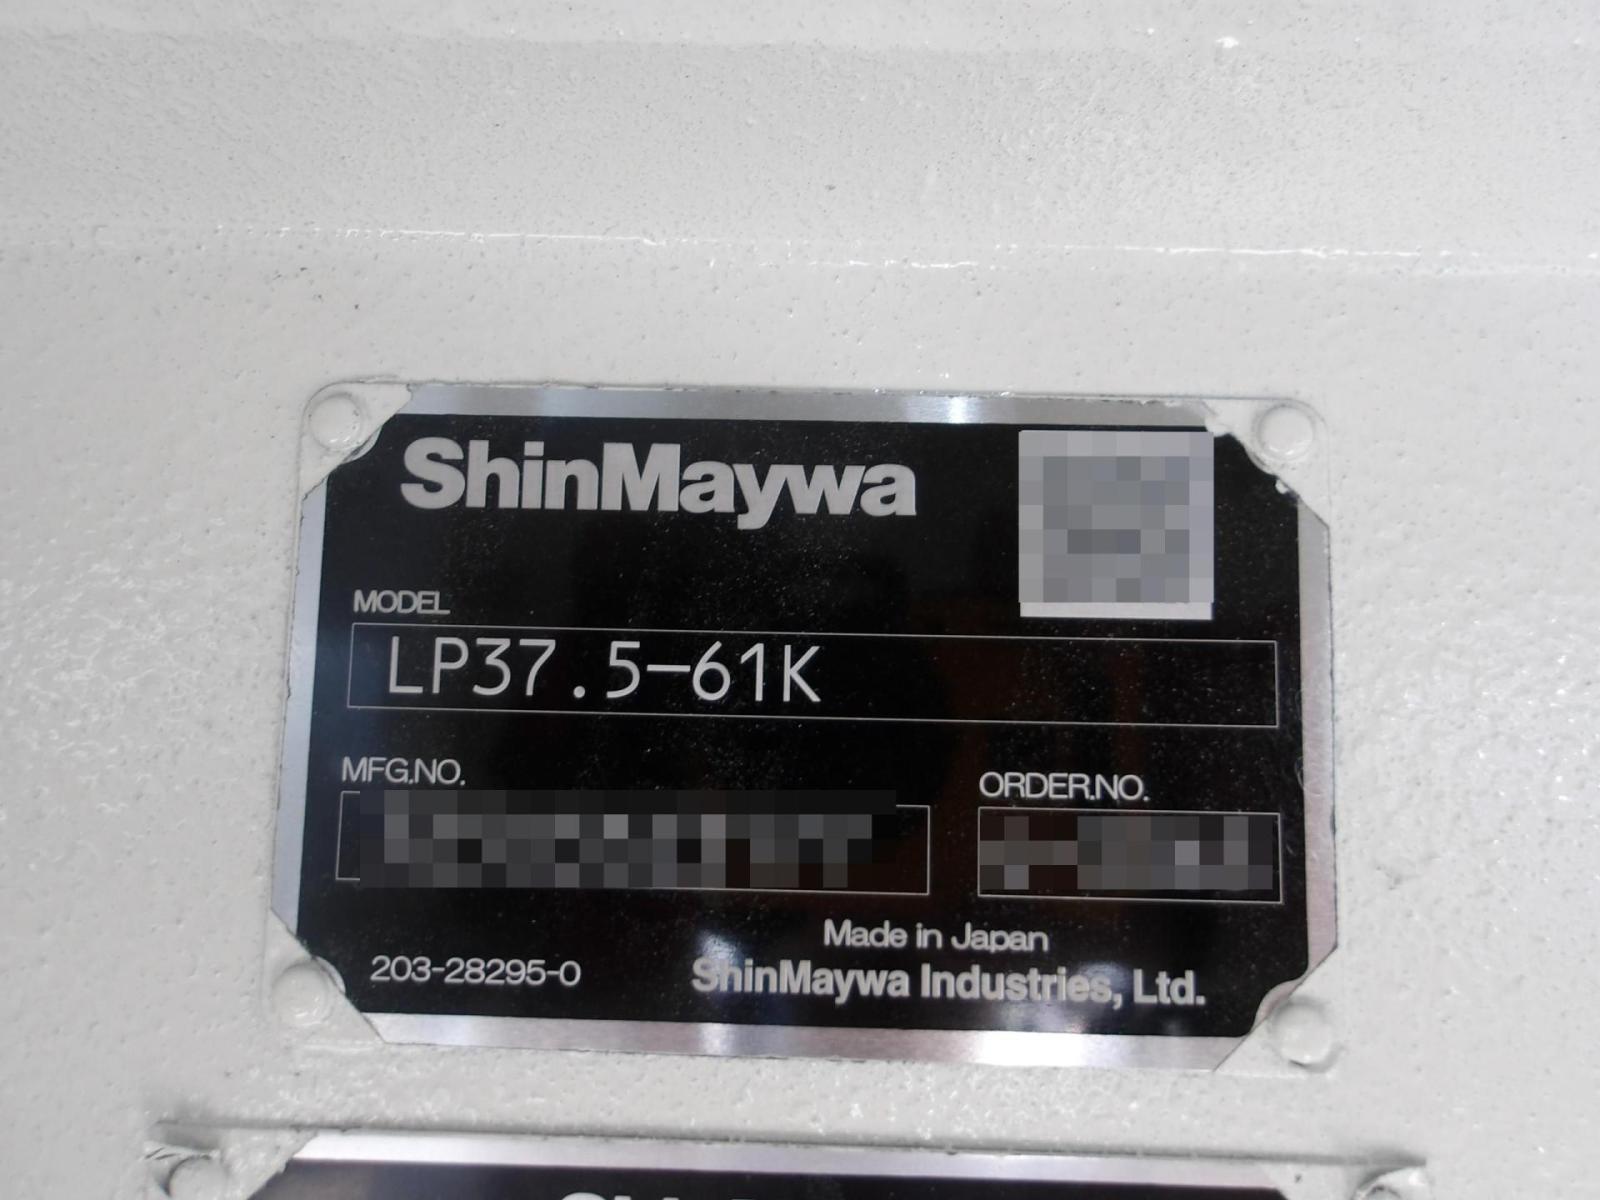 ShinMaywa
MODEL
LP37.5-61K
MFG.NO.
ORDER.NO.
Made in Japan
203-28295-0
ShinMaywa Industries, Ltd.